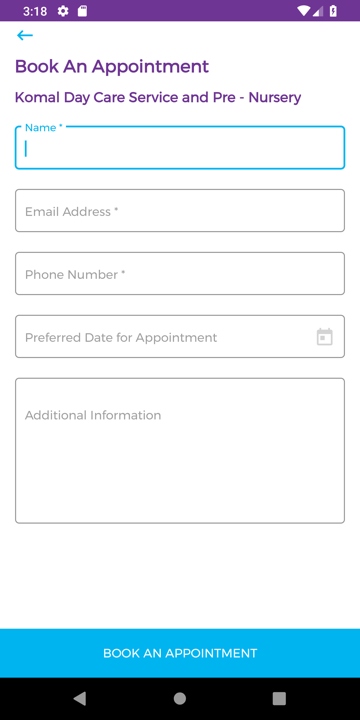 3:18
Book An Appointment
Komal Day Care Service and Pre - Nursery
Name *
Email Address *
Phone Number *
Preferred Date for Appointment
Additional Information
BOOK AN APPOINTMENT